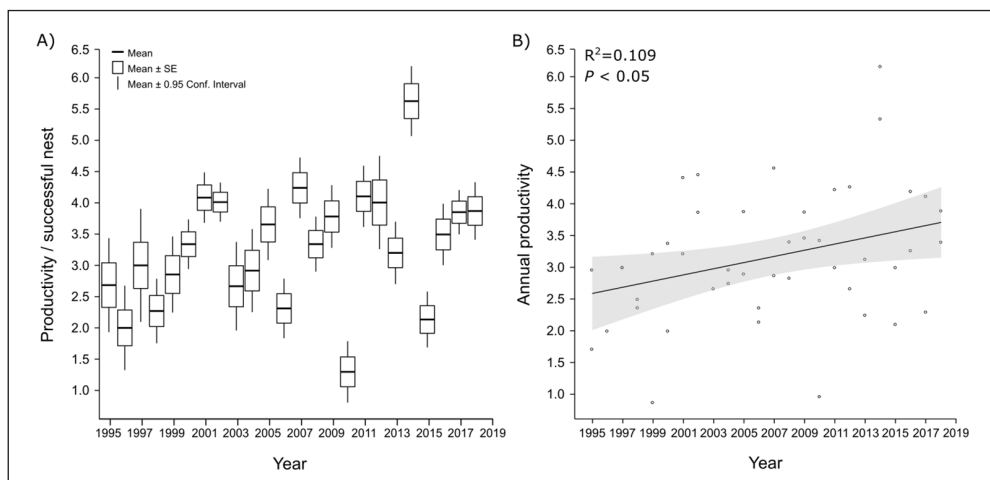 A)
Mean
Mean ± SE
Mean ± 0.95 Conf. Interval
Productivity / successful nest
6.5
6.0
5.5
5.0
4.5
4.0
3.5
3.0
2.5
2.0
1.5
1.0
1995 1997 1999 2001 2003 2005 2007 2009 2011 2013 2015 2017 2019
Year
B)
R²=0.109
P < 0.05
Annual productivity
6.5
6.0
5.5
5.0
4.5
4.0
3.5
3.0
2.5
2.0
1.5
1.0
1995 1997 1999 2001 2003 2005 2007 2009 2011 2013 2015 2017 2019
Year